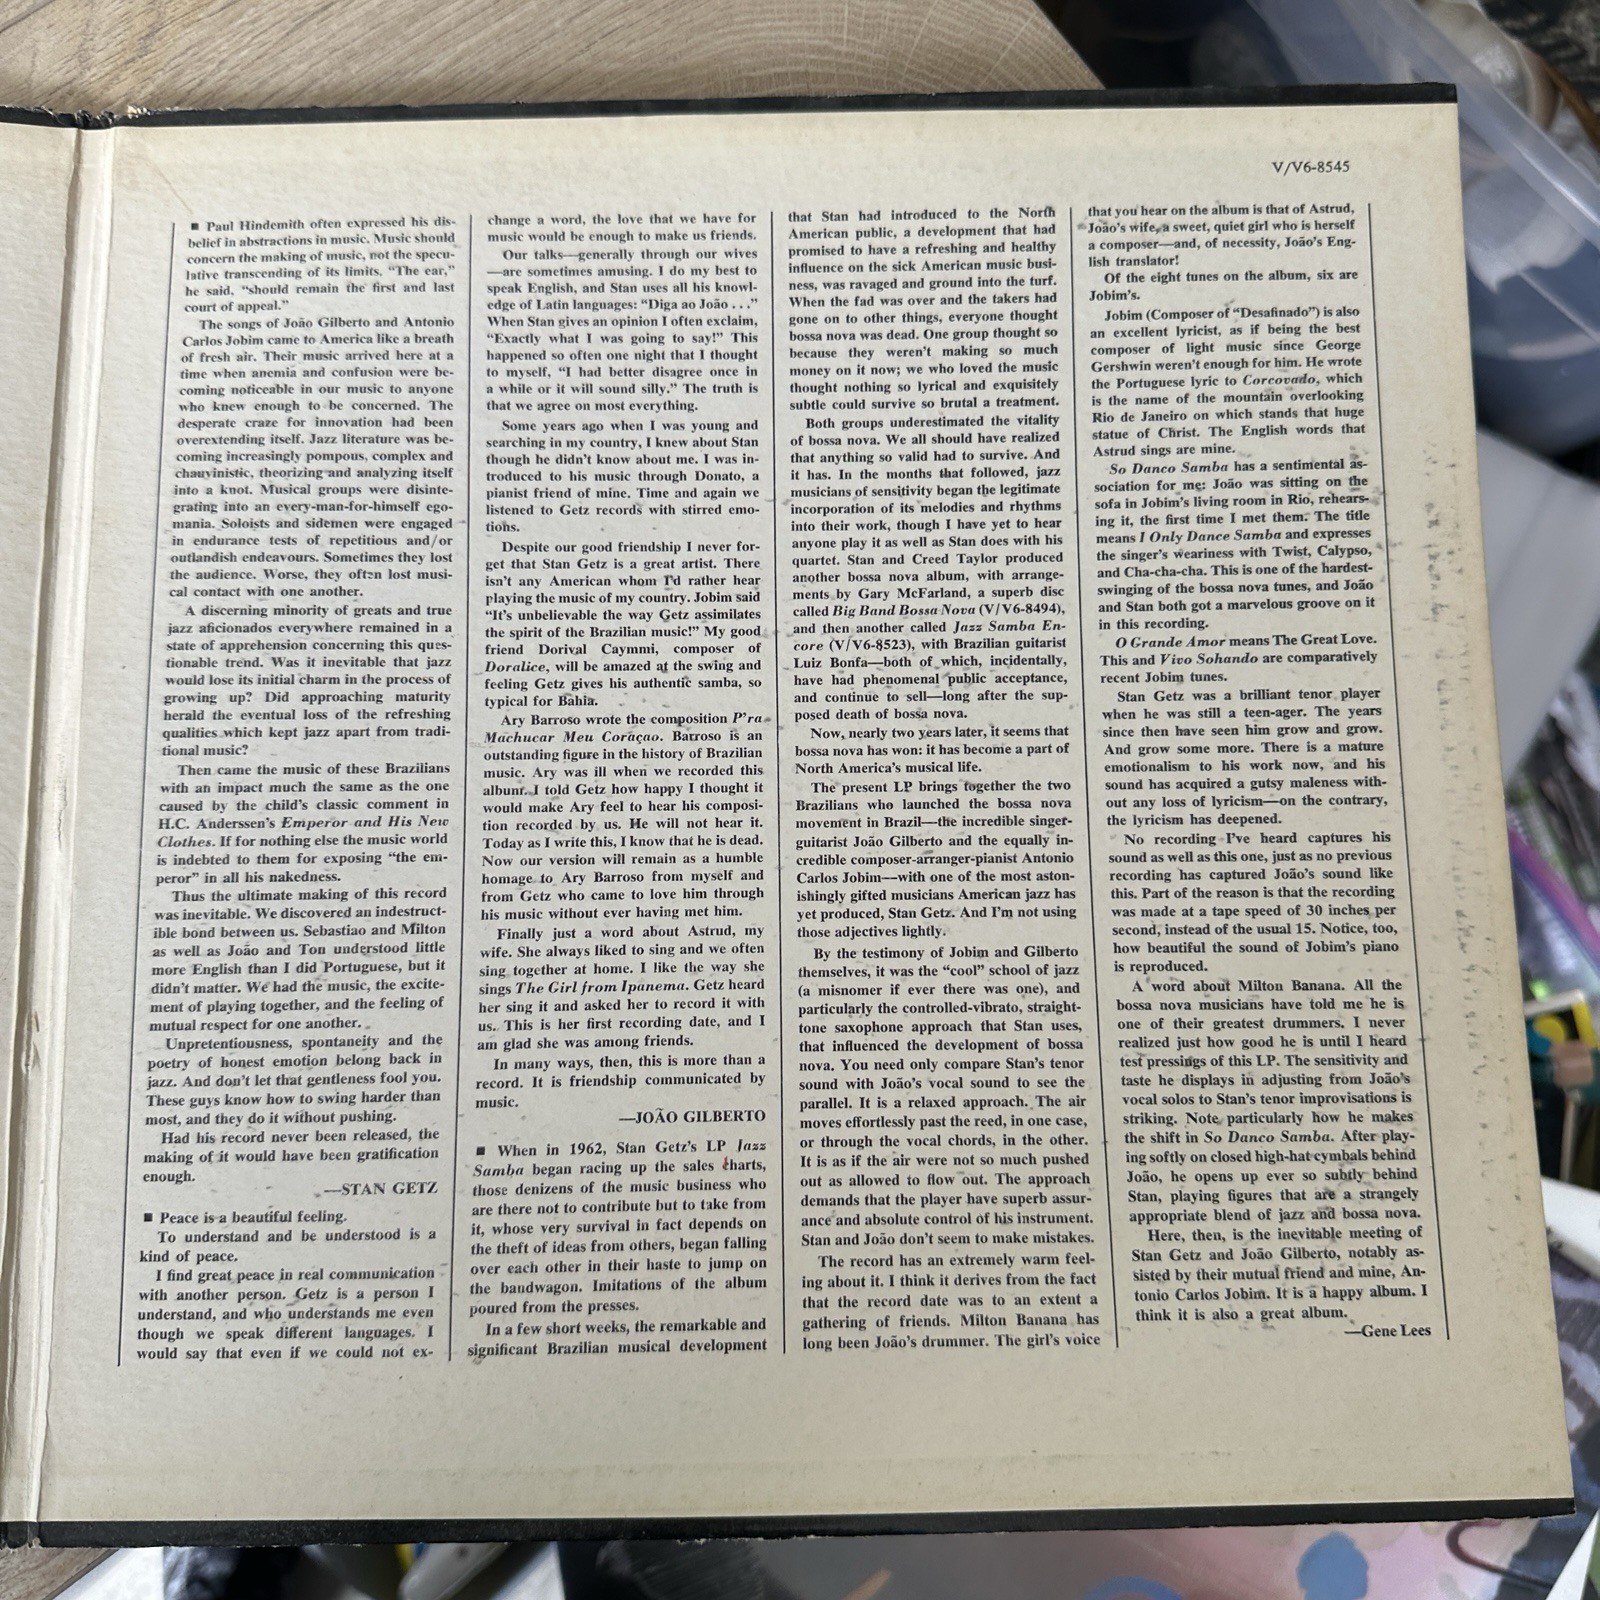 V/V6-8545
■ Paul Hindemith often expressed his dis-
belief in abstractions in music. Music should
concern the making of music, not the specu-
lative transcending of its limits. “The ear,”
he said, “should remain the first and last
court of appeal.”
The songs of João Gilberto and Antonio
Carlos Jobim came to America like a breath
of fresh air. Their music arrived here at a
time when anemia and confusion were be-
coming noticeable in our music to anyone
who knew enough to be concerned. The
desperate craze for innovation had been
overextending itself. Jazz literature was be-
coming increasingly pompous, complex and
chauvinistic, theorizing and analyzing itself
into a knot. Musical groups were disinte-
grating into an every-man-for-himself ego-
mania. Soloists and sidemen were engaged
in endurance tests of repetitious and/or
outlandish endeavours. Sometimes they lost
the audience. Worse, they often lost musi-
cal contact with one another.
A discerning minority of greats and true
jazz aficionados everywhere remained in a
state of apprehension concerning this ques-
tionable trend. Was it inevitable that jazz
would lose its initial charm in the process of
growing up? Did approaching maturity
herald the eventual loss of the refreshing
qualities which kept jazz apart from tradi-
tional music?
Then came the music of these Brazilians
with an impact much the same as the one
caused by the child’s classic comment in
H.C. Anderssen’s Emperor and His New
Clothes. If for nothing else the music world
is indebted to them for exposing “the em-
peror” in all his nakedness.
Thus the ultimate making of this record
was inevitable. We discovered an indestruct-
ible bond between us. Sebastiao and Milton
as well as João and Ton understood little
more English than I did Portuguese, but it
didn’t matter. We had the music, the excite-
ment of playing together, and the feeling of
mutual respect for one another.
Unpretentiousness, spontaneity and the
poetry of honest emotion belong back in
jazz. And don’t let that gentleness fool you.
These guys know how to swing harder than
most, and they do it without pushing.
Had his record never been released, the
making of it would have been gratification
enough.
—STAN GETZ
■ Peace is a beautiful feeling.
To understand and be understood is a
kind of peace.
I find great peace in real communication
with another person. Getz is a person I
understand, and who understands me even
though we speak different languages. I
would say that even if we could not ex-
change a word, the love that we have for
music would be enough to make us friends.
Our talks—generally through our wives
—are sometimes amusing. I do my best to
speak English, and Stan uses all his knowl-
edge of Latin languages: “Diga ao João . . .”
When Stan gives an opinion I often exclaim,
“Exactly what I was going to say!” This
happened so often one night that I thought
to myself, “I had better disagree once in
a while or it will sound silly.” The truth is
that we agree on most everything.
Some years ago when I was young and
searching in my country, I knew about Stan
though he didn’t know about me. I was in-
troduced to his music through Donato, a
pianist friend of mine. Time and again we
listened to Getz records with stirred emo-
tions.
Despite our good friendship I never for-
get that Stan Getz is a great artist. There
isn’t any American whom I’d rather hear
playing the music of my country. Jobim said
“It’s unbelievable the way Getz assimilates
the spirit of the Brazilian music!” My good
friend Dorival Caymmi, composer of
Doralice, will be amazed at the swing and
feeling Getz gives his authentic samba, so
typical for Bahia.
Ary Barroso wrote the composition P’ra
Machucar Meu Coraçao. Barroso is an
outstanding figure in the history of Brazilian
music. Ary was ill when we recorded this
album. I told Getz how happy I thought it
would make Ary feel to hear his composi-
tion recorded by us. He will not hear it.
Today as I write this, I know that he is dead.
Now our version will remain as a humble
homage to Ary Barroso from myself and
from Getz who came to love him through
his music without ever having met him.
Finally just a word about Astrud, my
wife. She always liked to sing and we often
sing together at home. I like the way she
sings The Girl from Ipanema. Getz heard
her sing it and asked her to record it with
us. This is her first recording date, and I
am glad she was among friends.
In many ways, then, this is more than a
record. It is friendship communicated by
music.
—JOÃO GILBERTO
■ When in 1962, Stan Getz’s LP Jazz
Samba began racing up the sales charts,
those denizens of the music business who
are there not to contribute but to take from
it, whose very survival in fact depends on
the theft of ideas from others, began falling
over each other in their haste to jump on
the bandwagon. Imitations of the album
poured from the presses.
In a few short weeks, the remarkable and
significant Brazilian musical development
that Stan had introduced to the North
American public, a development that had
promised to have a refreshing and healthy
influence on the sick American music busi-
ness, was ravaged and ground into the turf.
When the fad was over and the takers had
gone on to other things, everyone thought
bossa nova was dead. One group thought so
because they weren’t making so much
money on it now; we who loved the music
thought nothing so lyrical and exquisitely
subtle could survive so brutal a treatment.
Both groups underestimated the vitality
of bossa nova. We all should have realized
that anything so valid had to survive. And
it has. In the months that followed, jazz
musicians of sensitivity began the legitimate
incorporation of its melodies and rhythms
into their work, though I have yet to hear
anyone play it as well as Stan does with his
quartet. Stan and Creed Taylor produced
another bossa nova album, with arrange-
ments by Gary McFarland, a superb disc
called Big Band Bossa Nova (V/V6-8494),
and then another called Jazz Samba En-
core (V/V6-8523), with Brazilian guitarist
Luiz Bonfa—both of which, incidentally,
have had phenomenal public acceptance,
and continue to sell—long after the sup-
posed death of bossa nova.
Now, nearly two years later, it seems that
bossa nova has won: it has become a part of
North America’s musical life.
The present LP brings together the two
Brazilians who launched the bossa nova
movement in Brazil—the incredible singer-
guitarist João Gilberto and the equally in-
credible composer-arranger-pianist Antonio
Carlos Jobim—with one of the most aston-
ishingly gifted musicians American jazz has
yet produced, Stan Getz. And I’m not using
those adjectives lightly.
By the testimony of Jobim and Gilberto
themselves, it was the “cool” school of jazz
(a misnomer if ever there was one), and
particularly the controlled-vibrato, straight-
tone saxophone approach that Stan uses,
that influenced the development of bossa
nova. You need only compare Stan’s tenor
sound with João’s vocal sound to see the
parallel. It is a relaxed approach. The air
moves effortlessly past the reed, in one case,
or through the vocal chords, in the other.
It is as if the air were not so much pushed
out as allowed to flow out. The approach
demands that the player have superb assur-
ance and absolute control of his instrument.
Stan and João don’t seem to make mistakes.
The record has an extremely warm feel-
ing about it. I think it derives from the fact
that the record date was to an extent a
gathering of friends. Milton Banana has
long been João’s drummer. The girl’s voice
that you hear on the album is that of Astrud,
João’s wife, a sweet, quiet girl who is herself
a composer—and, of necessity, João’s Eng-
lish translator!
Of the eight tunes on the album, six are
Jobim’s.
Jobim (Composer of “Desafinado”) is also
an excellent lyricist, as if being the best
composer of light music since George
Gershwin weren’t enough for him. He wrote
the Portuguese lyric to Corcovado, which
is the name of the mountain overlooking
Rio de Janeiro on which stands that huge
statue of Christ. The English words that
Astrud sings are mine.
So Danco Samba has a sentimental as-
sociation for me: João was sitting on the
sofa in Jobim’s living room in Rio, rehears-
ing it, the first time I met them. The title
means I Only Dance Samba and expresses
the singer’s weariness with Twist, Calypso,
and Cha-cha-cha. This is one of the hardest-
swinging of the bossa nova tunes, and João
and Stan both got a marvelous groove on it
in this recording.
O Grande Amor means The Great Love.
This and Vivo Sohando are comparatively
recent Jobim tunes.
Stan Getz was a brilliant tenor player
when he was still a teen-ager. The years
since then have seen him grow and grow.
And grow some more. There is a mature
emotionalism to his work now, and his
sound has acquired a gutsy maleness with-
out any loss of lyricism—on the contrary,
the lyricism has deepened.
No recording I’ve heard captures his
sound as well as this one, just as no previous
recording has captured João’s sound like
this. Part of the reason is that the recording
was made at a tape speed of 30 inches per
second, instead of the usual 15. Notice, too,
how beautiful the sound of Jobim’s piano
is reproduced.
A word about Milton Banana. All the
bossa nova musicians have told me he is
one of their greatest drummers. I never
realized just how good he is until I heard
test pressings of this LP. The sensitivity and
taste he displays in adjusting from João’s
vocal solos to Stan’s tenor improvisations is
striking. Note particularly how he makes
the shift in So Danco Samba. After play-
ing softly on closed high-hat cymbals behind
João, he opens up ever so subtly behind
Stan, playing figures that are a strangely
appropriate blend of jazz and bossa nova.
Here, then, is the inevitable meeting of
Stan Getz and João Gilberto, notably as-
sisted by their mutual friend and mine, An-
tonio Carlos Jobim. It is a happy album. I
think it is also a great album.
—Gene Lees